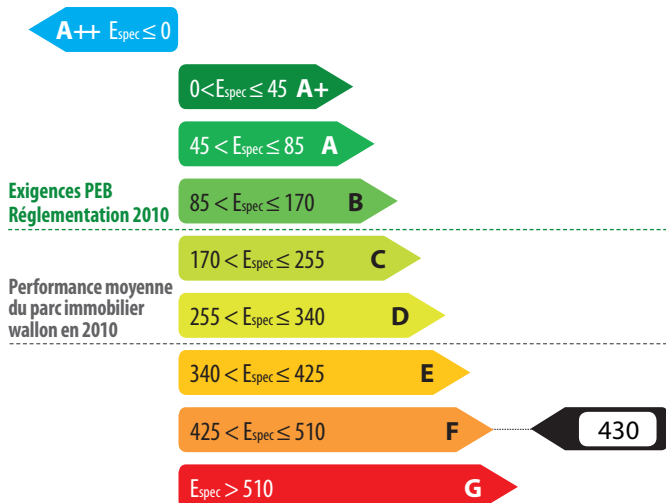 A++ Espec ≤ 0
0 < Espec ≤ 45 A+
45 < Espec ≤ 85 A
Exigences PEB
Réglementation 2010
85 < Espec ≤ 170 B
170 < Espec ≤ 255 C
Performance moyenne
du parc immobilier
wallon en 2010
255 < Espec ≤ 340 D
340 < Espec ≤ 425 E
425 < Espec ≤ 510 F 430
Espec > 510 G